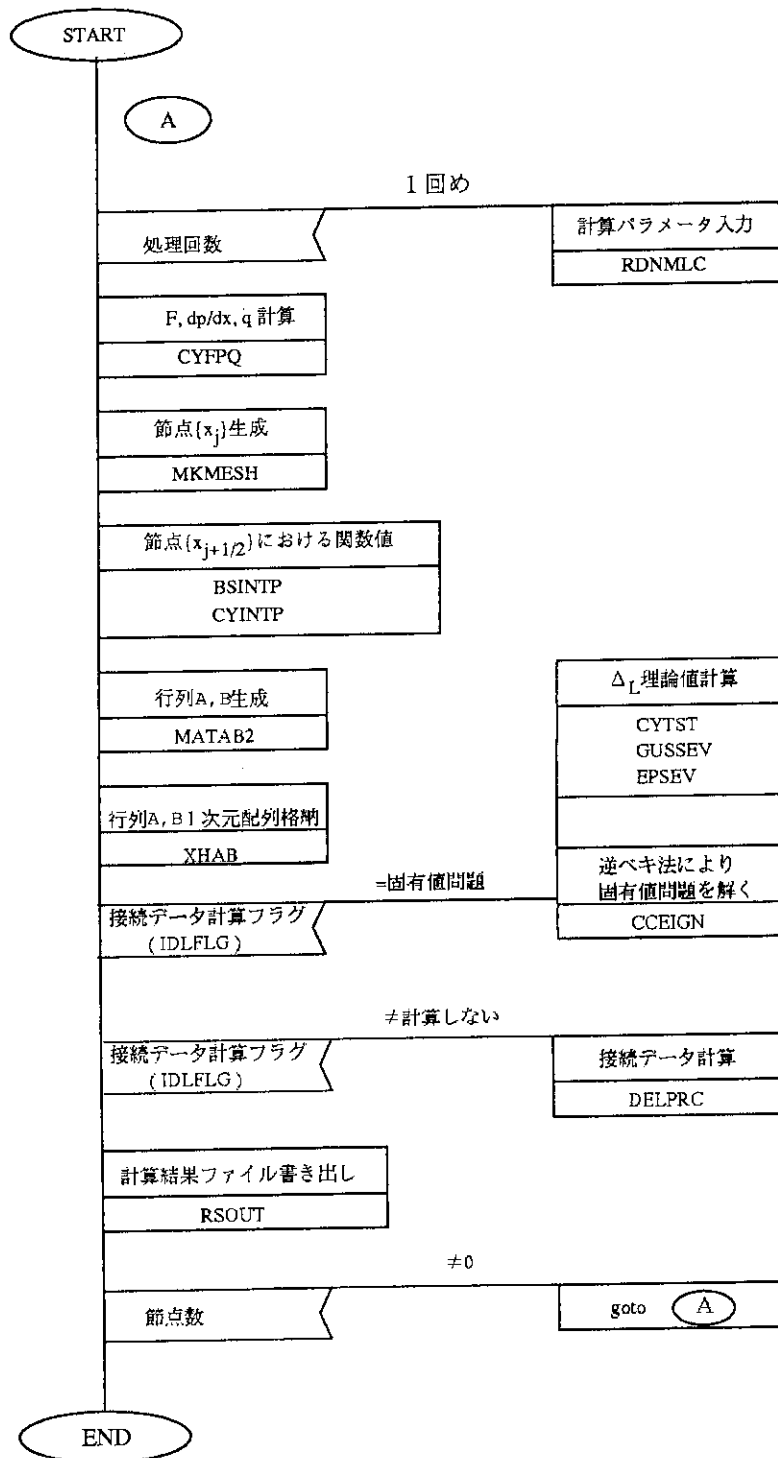 START
A
1回め
処理回数
計算パラメータ入力
RDNMLC
F, dp/dx, q 計算
CYFPQ
節点{x_j}生成
MKMESH
節点{x_{j+1/2}}における関数値
BSINTP
CYINTP
行列A, B生成
MATAB2
Δ_L理論値計算
CYTST
GUSSEV
EPSEV
行列A, B1次元配列格納
XHAB
=固有値問題
逆ベキ法により
固有値問題を解く
CCEIGN
接続データ計算フラグ
(IDLFLG)
≠計算しない
接続データ計算フラグ
(IDLFLG)
接続データ計算
DELPRC
計算結果ファイル書き出し
RSOUT
≠0
節点数
goto A
END